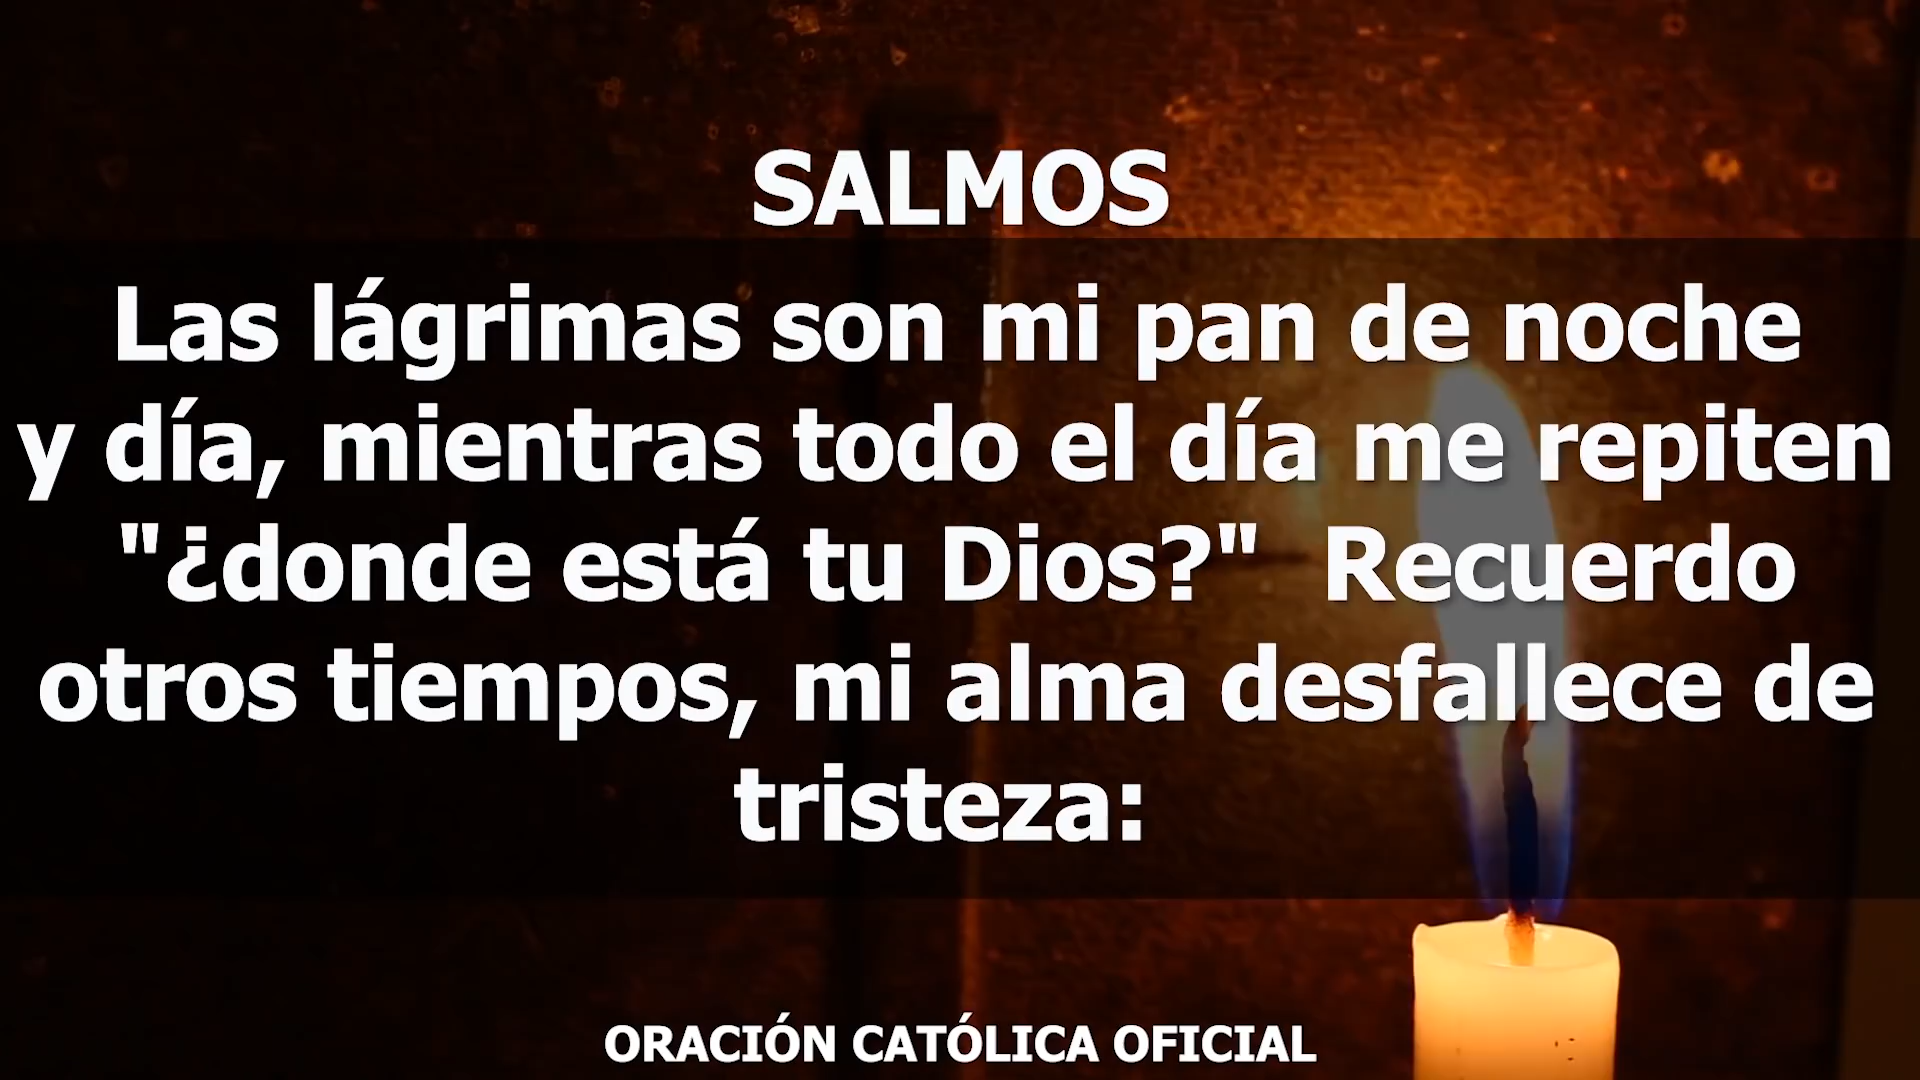 SALMOS
Las lágrimas son mi pan de noche
y día, mientras todo el día me repiten
"¿donde está tu Dios?"  Recuerdo
otros tiempos, mi alma desfallece de
tristeza:
ORACIÓN CATÓLICA OFICIAL